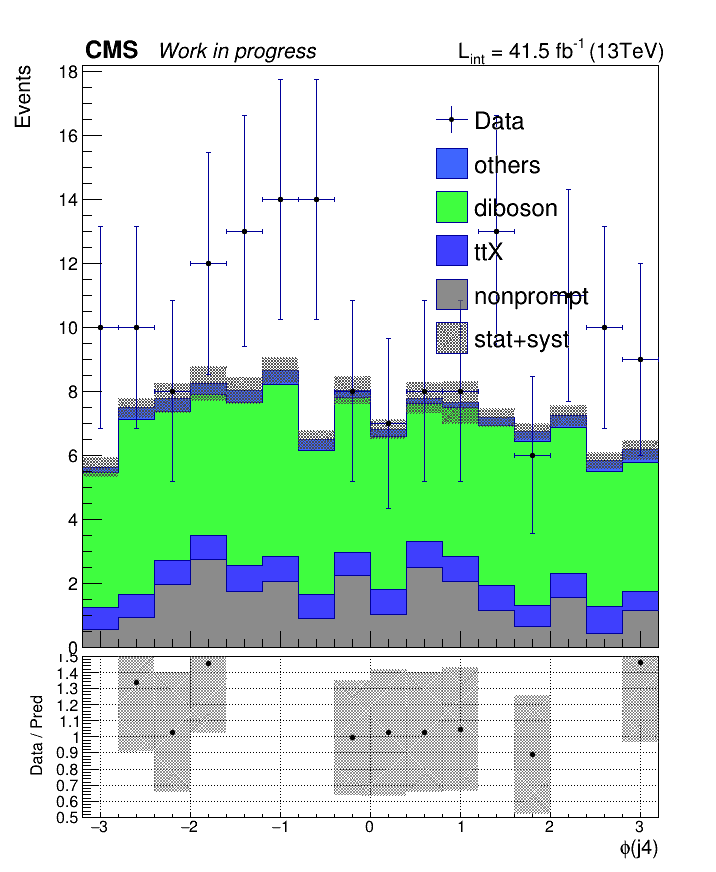 CMS Work in progress L_int = 41.5 fb^-1 (13TeV)
Events
18
16
14
12
10
8
6
4
2
0
Data
others
diboson
ttX
nonprompt
stat+syst
Data / Pred
1.5
1.4
1.3
1.2
1.1
1
0.9
0.8
0.7
0.6
0.5
−3 −2 −1 0 1 2 3
ϕ(j4)